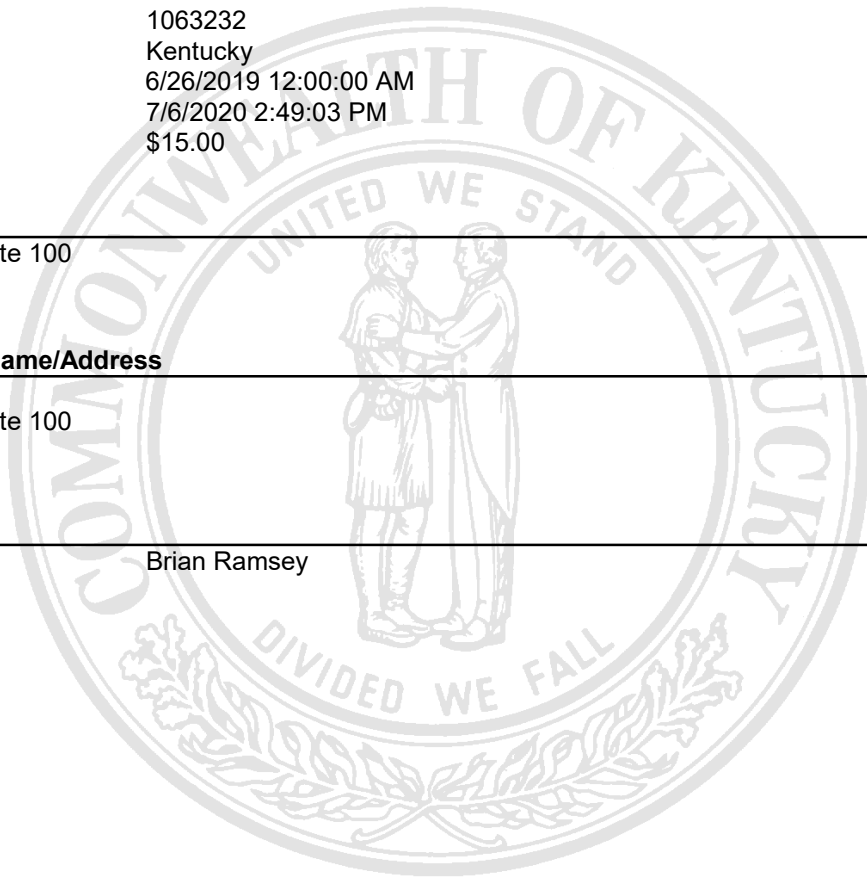 1063232
Kentucky
6/26/2019 12:00:00 AM
7/6/2020 2:49:03 PM
$15.00
te 100
ame/Address
te 100
Brian Ramsey
COMMONWEALTH OF KENTUCKY
UNITED WE STAND
DIVIDED WE FALL